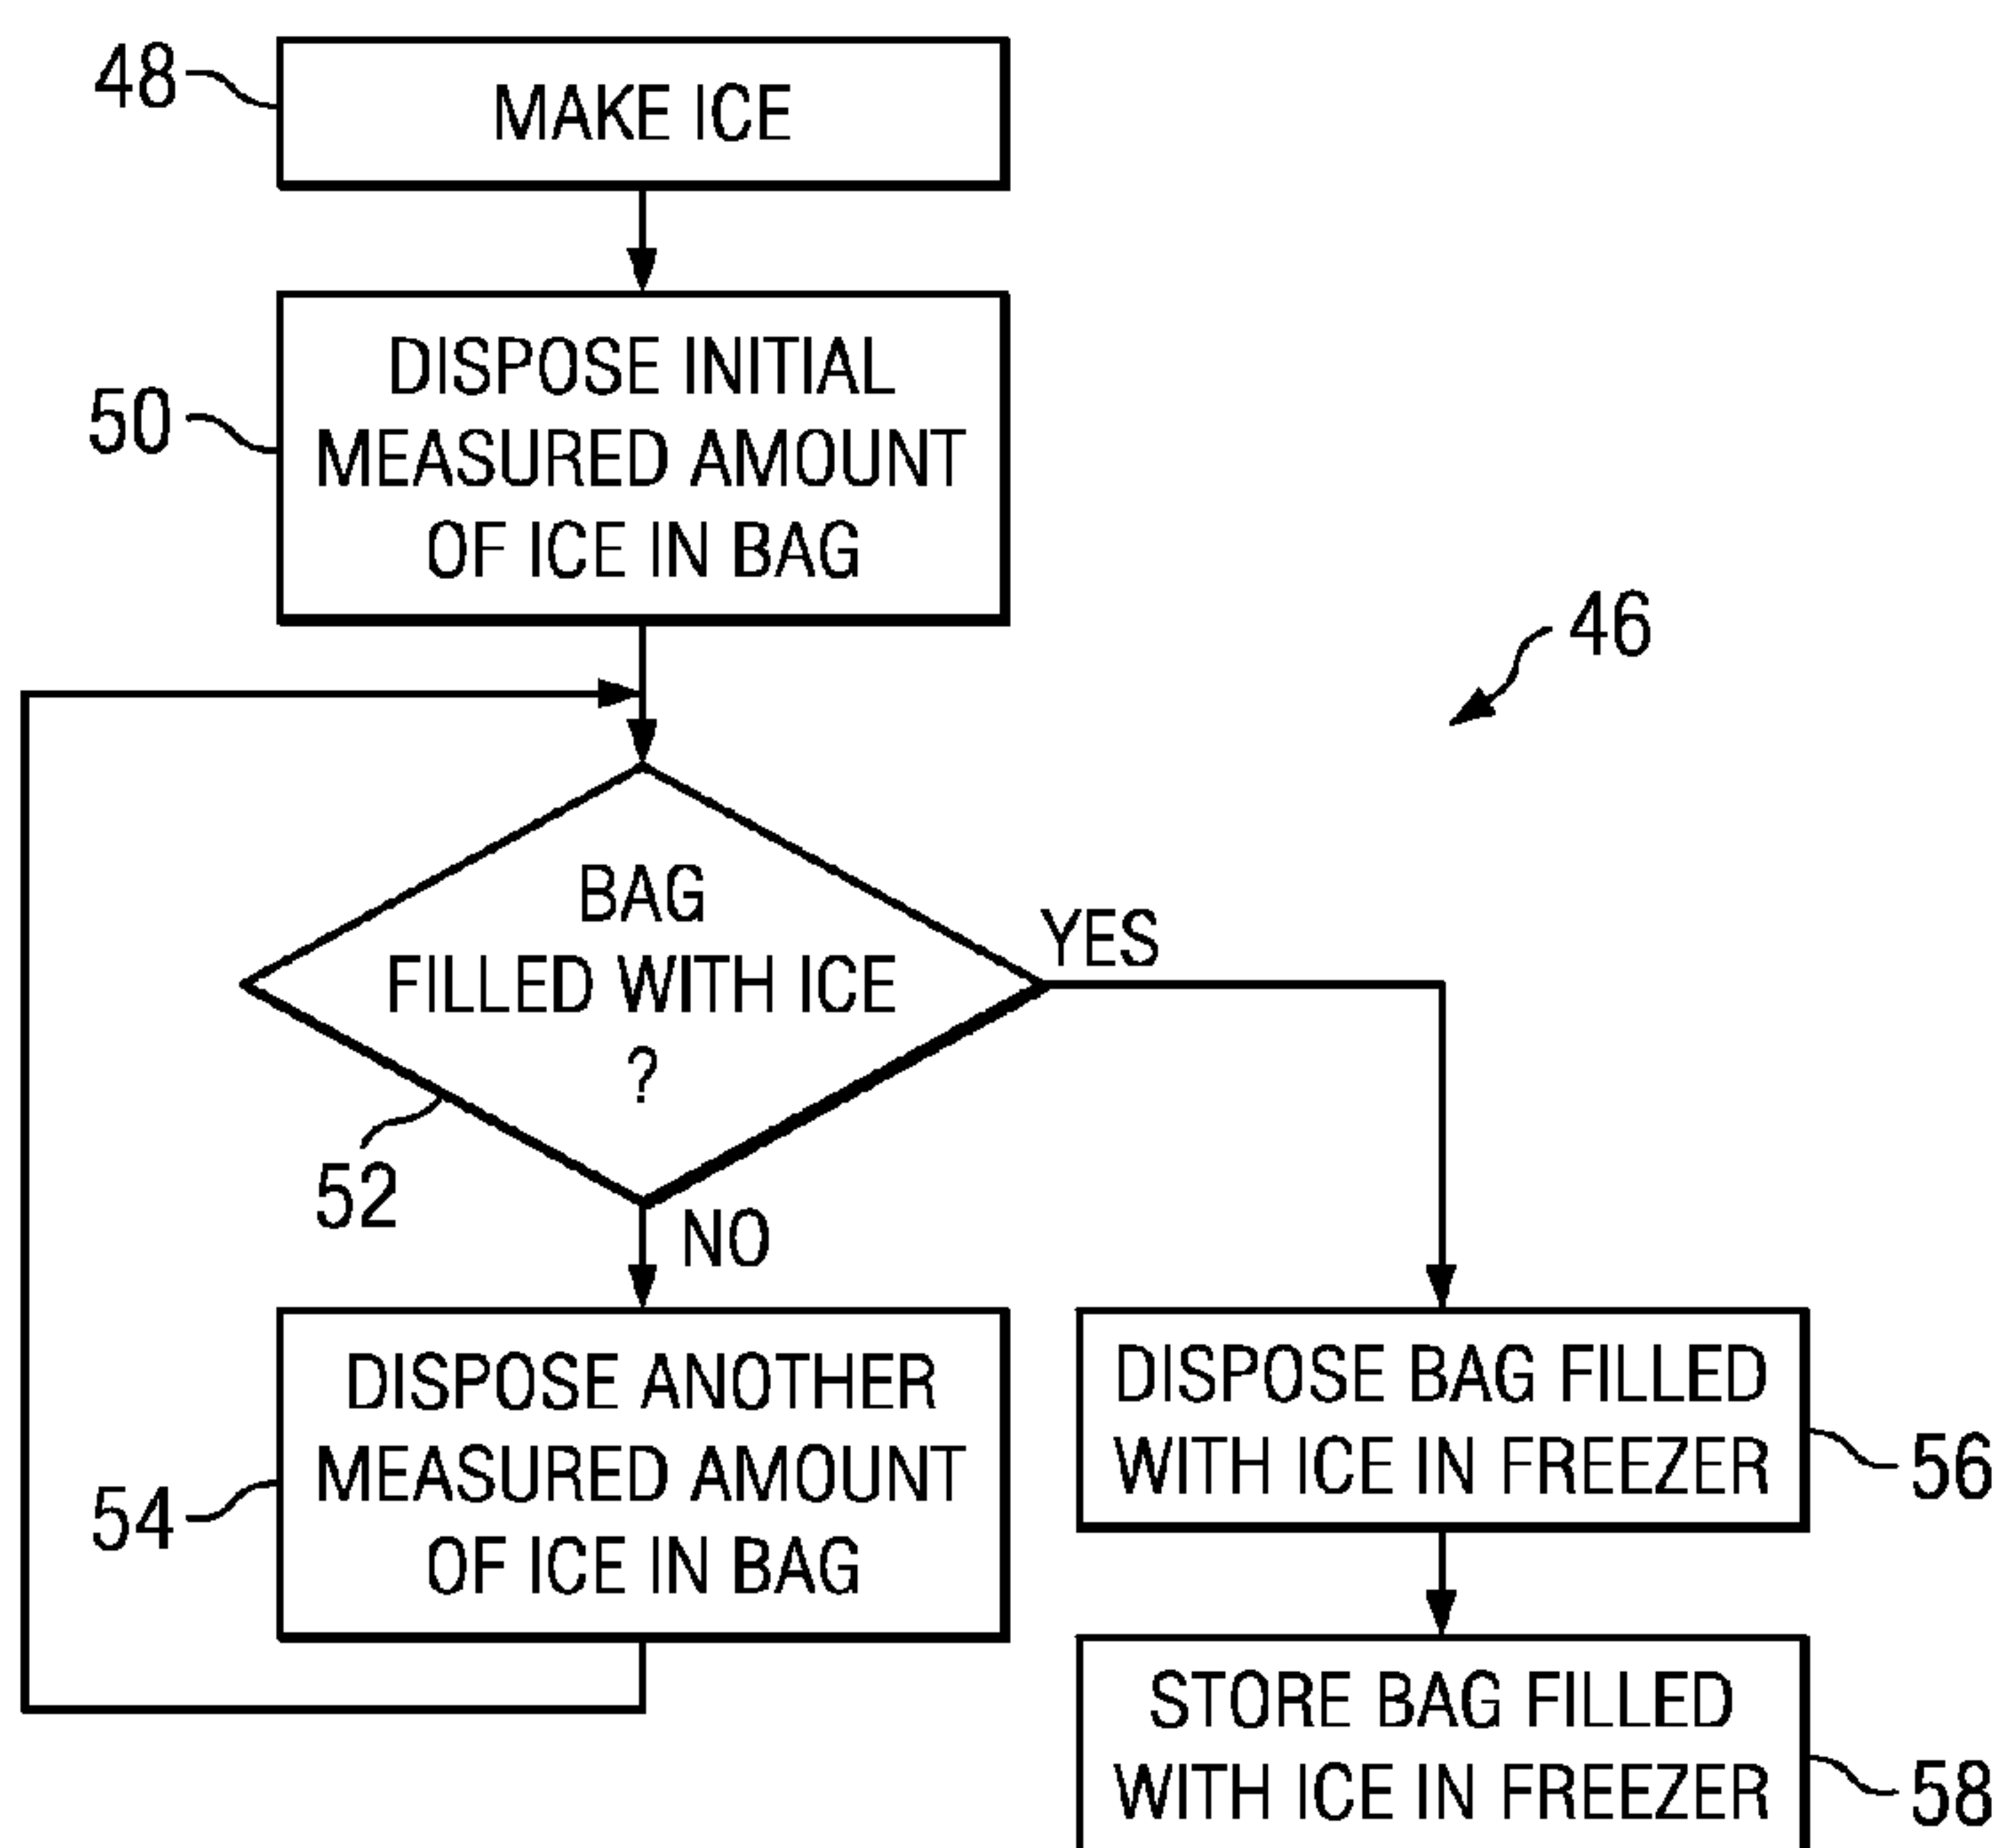 48
MAKE ICE
50
DISPOSE INITIAL
MEASURED AMOUNT
OF ICE IN BAG
46
BAG
FILLED WITH ICE
?
YES
52
NO
54
DISPOSE ANOTHER
MEASURED AMOUNT
OF ICE IN BAG
DISPOSE BAG FILLED
WITH ICE IN FREEZER
56
STORE BAG FILLED
WITH ICE IN FREEZER
58